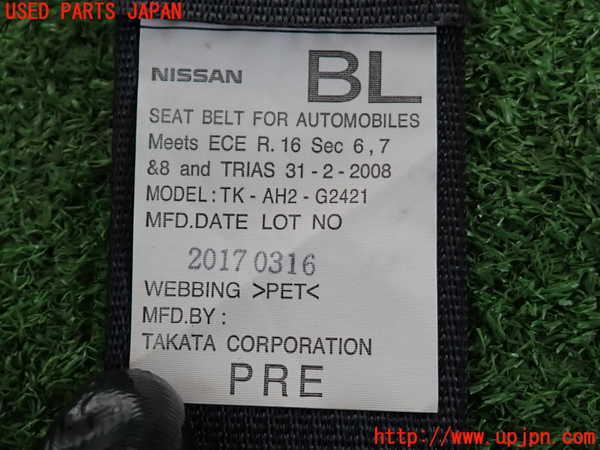 USED PARTS JAPAN
NISSAN BL
SEAT BELT FOR AUTOMOBILES
Meets ECE R.16 Sec 6,7
&8 and TRIAS 31-2-2008
MODEL:TK-AH2-G2421
MFD.DATE LOT NO
20170316
WEBBING >PET<
MFD.BY:
TAKATA CORPORATION
PRE
http://www.upjpn.com/